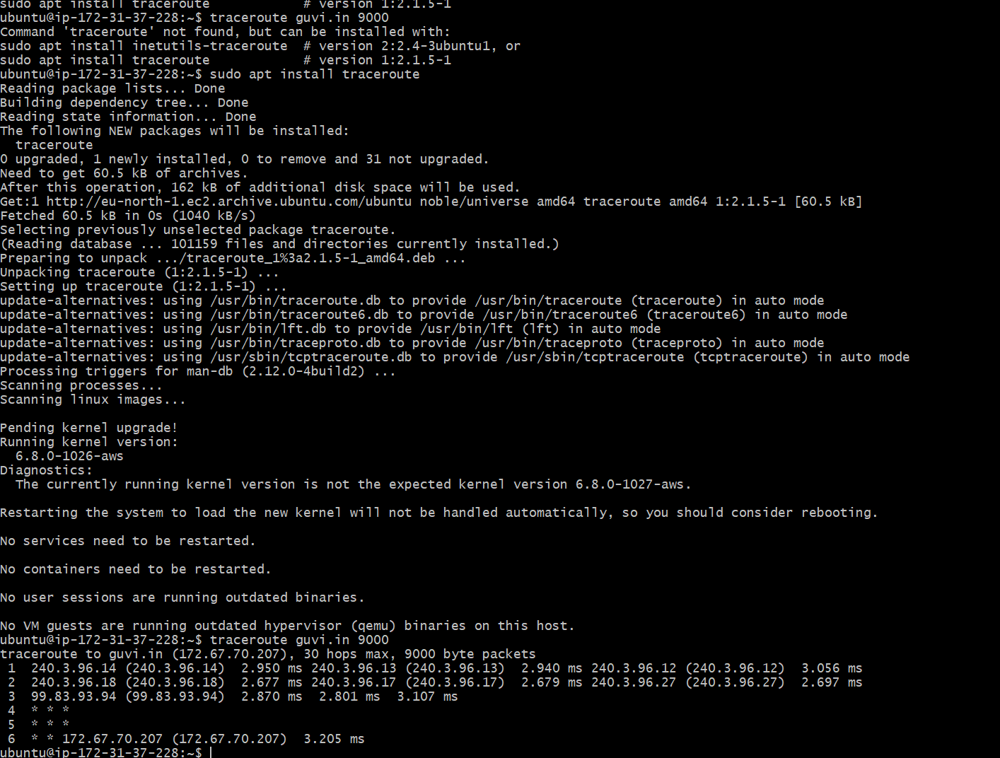 sudo apt install traceroute            # version 1:2.1.5-1
ubuntu@ip-172-31-37-228:~$ traceroute guvi.in 9000
Command 'traceroute' not found, but can be installed with:
sudo apt install inetutils-traceroute  # version 2:2.4-3ubuntu1, or
sudo apt install traceroute            # version 1:2.1.5-1
ubuntu@ip-172-31-37-228:~$ sudo apt install traceroute
Reading package lists... Done
Building dependency tree... Done
Reading state information... Done
The following NEW packages will be installed:
  traceroute
0 upgraded, 1 newly installed, 0 to remove and 31 not upgraded.
Need to get 60.5 kB of archives.
After this operation, 162 kB of additional disk space will be used.
Get:1 http://eu-north-1.ec2.archive.ubuntu.com/ubuntu noble/universe amd64 traceroute amd64 1:2.1.5-1 [60.5 kB]
Fetched 60.5 kB in 0s (1040 kB/s)
Selecting previously unselected package traceroute.
(Reading database ... 101159 files and directories currently installed.)
Preparing to unpack .../traceroute_1%3a2.1.5-1_amd64.deb ...
Unpacking traceroute (1:2.1.5-1) ...
Setting up traceroute (1:2.1.5-1) ...
update-alternatives: using /usr/bin/traceroute.db to provide /usr/bin/traceroute (traceroute) in auto mode
update-alternatives: using /usr/bin/traceroute6.db to provide /usr/bin/traceroute6 (traceroute6) in auto mode
update-alternatives: using /usr/bin/lft.db to provide /usr/bin/lft (lft) in auto mode
update-alternatives: using /usr/bin/traceproto.db to provide /usr/bin/traceproto (traceproto) in auto mode
update-alternatives: using /usr/sbin/tcptraceroute.db to provide /usr/sbin/tcptraceroute (tcptraceroute) in auto mode
Processing triggers for man-db (2.12.0-4build2) ...
Scanning processes...
Scanning linux images...

Pending kernel upgrade!
Running kernel version:
  6.8.0-1026-aws
Diagnostics:
  The currently running kernel version is not the expected kernel version 6.8.0-1027-aws.

Restarting the system to load the new kernel will not be handled automatically, so you should consider rebooting.

No services need to be restarted.

No containers need to be restarted.

No user sessions are running outdated binaries.

No VM guests are running outdated hypervisor (qemu) binaries on this host.
ubuntu@ip-172-31-37-228:~$ traceroute guvi.in 9000
traceroute to guvi.in (172.67.70.207), 30 hops max, 9000 byte packets
 1  240.3.96.14 (240.3.96.14)  2.950 ms 240.3.96.13 (240.3.96.13)  2.940 ms 240.3.96.12 (240.3.96.12)  3.056 ms
 2  240.3.96.18 (240.3.96.18)  2.677 ms 240.3.96.17 (240.3.96.17)  2.679 ms 240.3.96.27 (240.3.96.27)  2.697 ms
 3  99.83.93.94 (99.83.93.94)  2.870 ms  2.801 ms  3.107 ms
 4  * * *
 5  * * *
 6  * * 172.67.70.207 (172.67.70.207)  3.205 ms
ubuntu@ip-172-31-37-228:~$